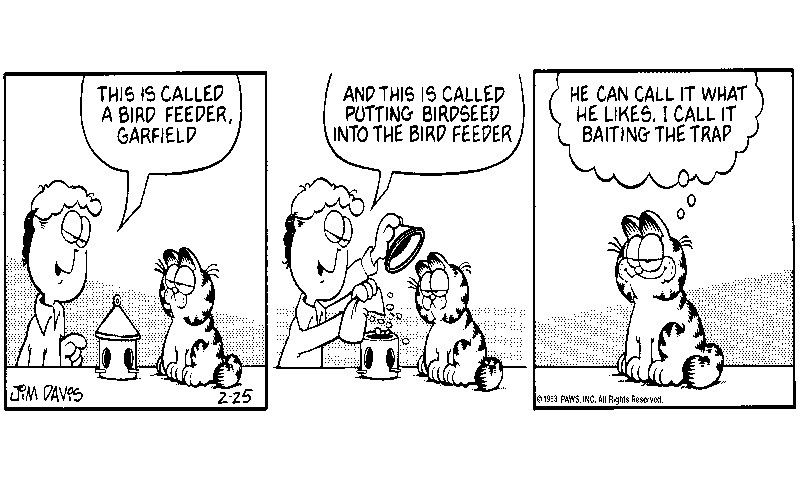 THIS IS CALLED
A BIRD FEEDER,
GARFIELD
JIM DAVIS
2-25
AND THIS IS CALLED
PUTTING BIRDSEED
INTO THE BIRD FEEDER
HE CAN CALL IT WHAT
HE LIKES. I CALL IT
BAITING THE TRAP
© 1993 PAWS, INC. All Rights Reserved.